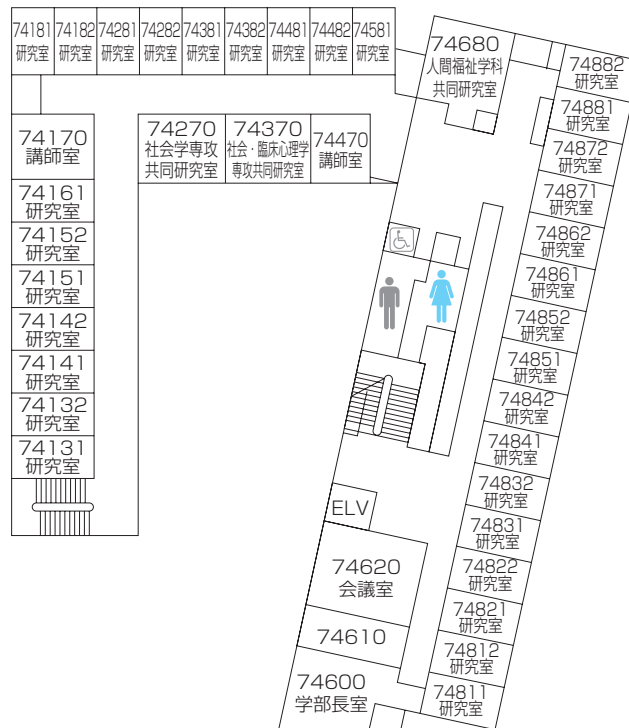 74181
研究室
74182
研究室
74281
研究室
74282
研究室
74381
研究室
74382
研究室
74481
研究室
74482
研究室
74581
研究室
74680
人間福祉学科
共同研究室
74882
研究室
74881
研究室
74872
研究室
74871
研究室
74862
研究室
74861
研究室
74852
研究室
74851
研究室
74842
研究室
74841
研究室
74832
研究室
74831
研究室
74822
研究室
74821
研究室
74812
研究室
74811
研究室
74170
講師室
74270
社会学専攻
共同研究室
74370
社会・臨床心理学
専攻共同研究室
74470
講師室
74161
研究室
74152
研究室
74151
研究室
74142
研究室
74141
研究室
74132
研究室
74131
研究室
ELV
74620
会議室
74610
74600
学部長室